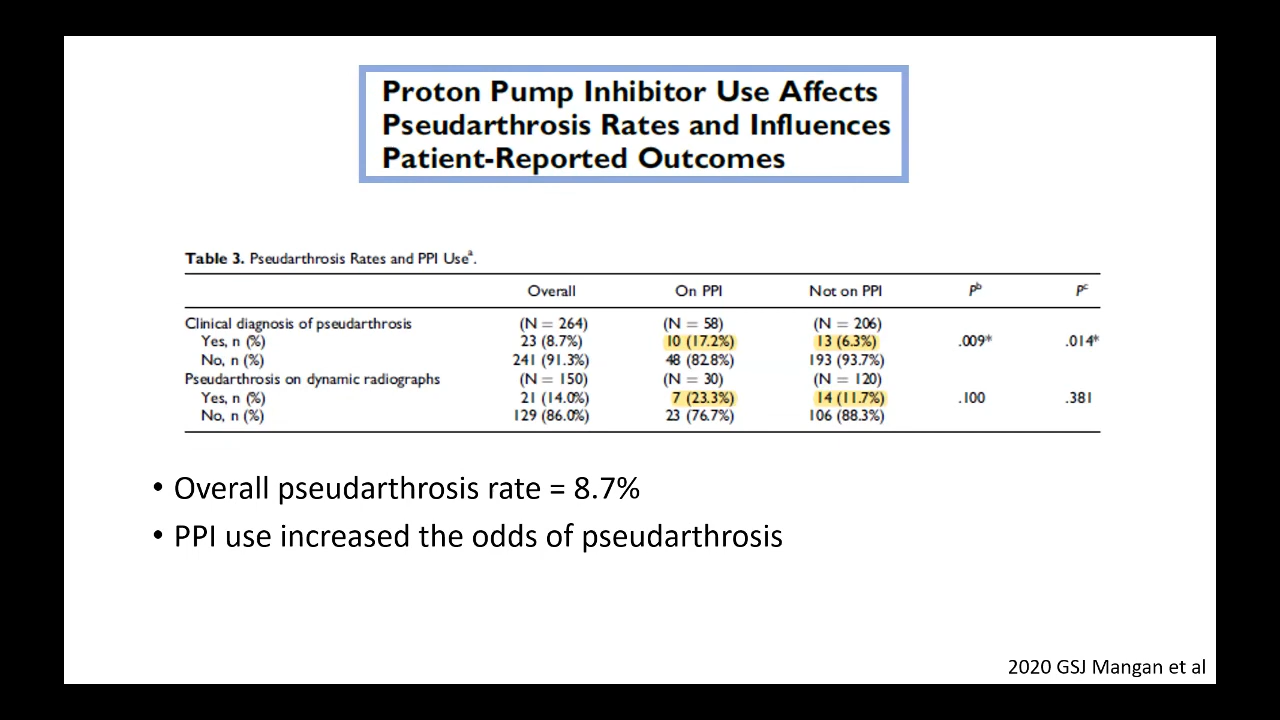 Proton Pump Inhibitor Use Affects
Pseudarthrosis Rates and Influences
Patient-Reported Outcomes
Table 3. Pseudarthrosis Rates and PPI Useª.
Overall On PPI Not on PPI Pᵇ Pᶜ
Clinical diagnosis of pseudarthrosis (N = 264) (N = 58) (N = 206)
Yes, n (%) 23 (8.7%) 10 (17.2%) 13 (6.3%) .009* .014*
No, n (%) 241 (91.3%) 48 (82.8%) 193 (93.7%)
Pseudarthrosis on dynamic radiographs (N = 150) (N = 30) (N = 120)
Yes, n (%) 21 (14.0%) 7 (23.3%) 14 (11.7%) .100 .381
No, n (%) 129 (86.0%) 23 (76.7%) 106 (88.3%)
• Overall pseudarthrosis rate = 8.7%
• PPI use increased the odds of pseudarthrosis
2020 GSJ Mangan et al